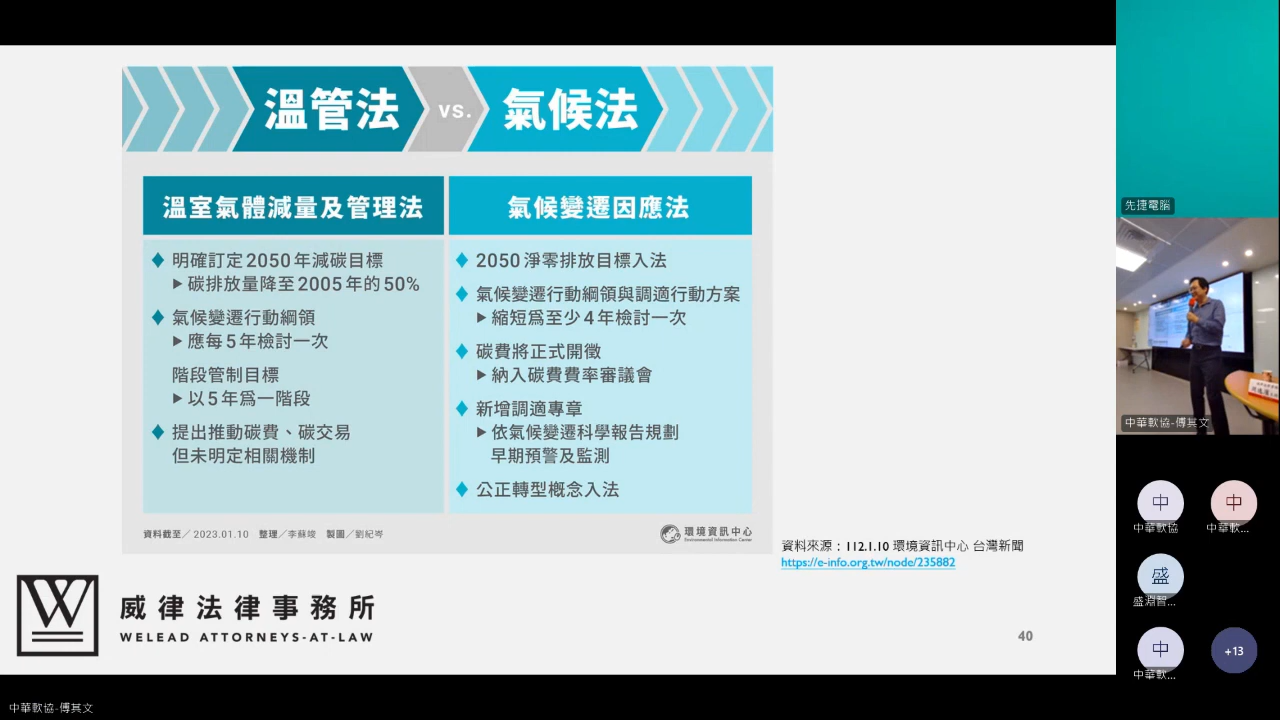 溫管法
vs.
氣候法
溫室氣體減量及管理法
明確訂定2050年減碳目標
碳排放量降至2005年的50%
氣候變遷行動綱領
應每5年檢討一次
階段管制目標
以5年為一階段
提出推動碳費、碳交易
但未明定相關機制
氣候變遷因應法
2050淨零排放目標入法
氣候變遷行動綱領與調適行動方案
縮短為至少4年檢討一次
碳費將正式開徵
納入碳費費率審議會
新增調適專章
依氣候變遷科學報告規劃
早期預警及監測
公正轉型概念入法
資料截至／2023.01.10 整理／李蘇竣 製圖／劉紀岑
環境資訊中心
Environmental Information Center
資料來源：112.1.10 環境資訊中心 台灣新聞
https://e-info.org.tw/node/235882
W
威律法律事務所
WELEAD ATTORNEYS-AT-LAW
40
先捷電腦
中華軟協-傅其文
中
中華軟協
中
中華軟...
盛
盛淵智...
中
中華軟...
+13
中華軟協-傅其文